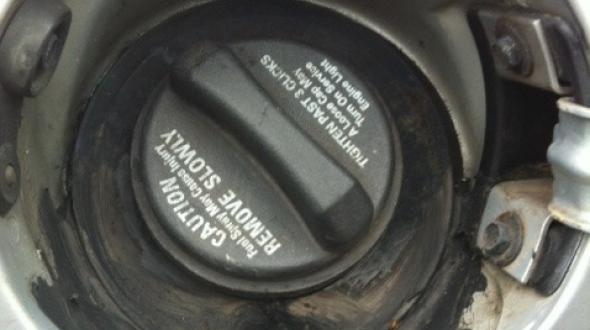 TIGHTEN PAST 3 CLICKS
A Loose Cap May
Turn On Service
Engine Light
CAUTION
Fuel Spray May Cause Injury
REMOVE SLOWLY